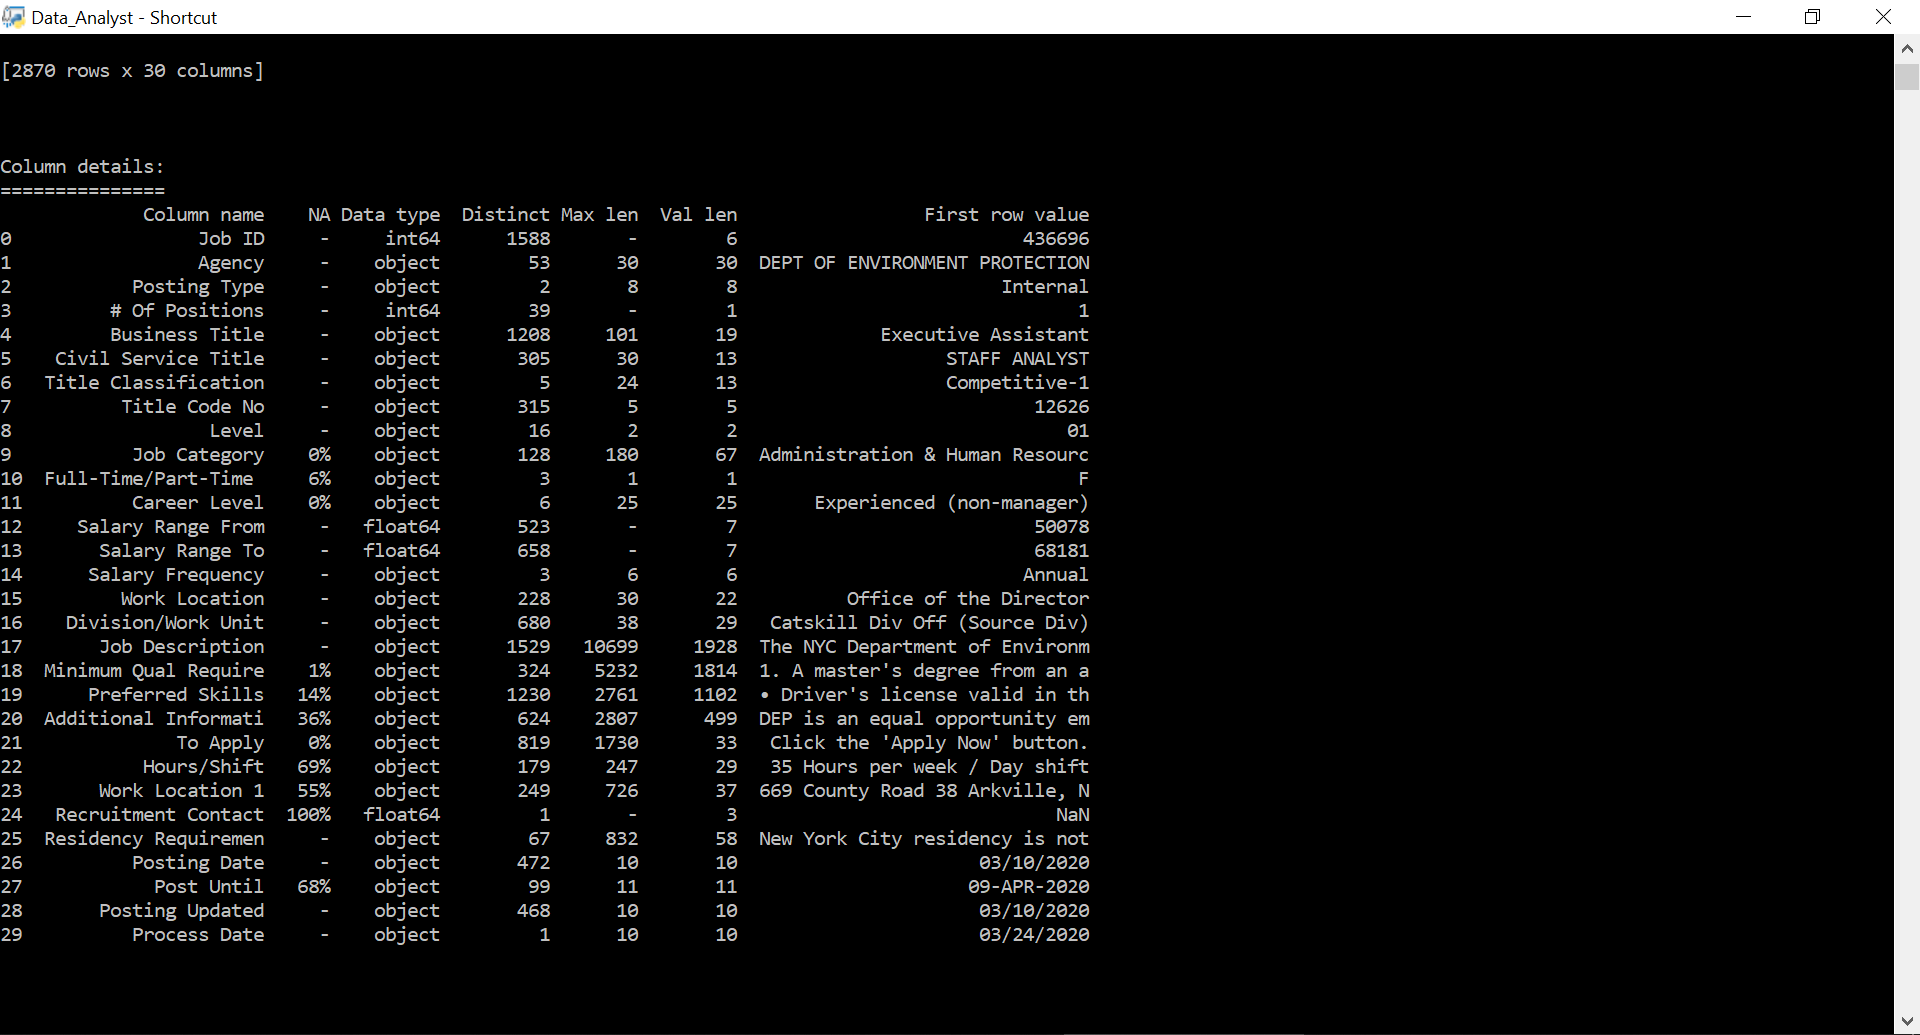 Data_Analyst - Shortcut
[2870 rows x 30 columns]
Column details:
===============
Column name NA Data type Distinct Max len Val len First row value
0 Job ID - int64 1588 - 6 436696
1 Agency - object 53 30 30 DEPT OF ENVIRONMENT PROTECTION
2 Posting Type - object 2 8 8 Internal
3 # Of Positions - int64 39 - 1 1
4 Business Title - object 1208 101 19 Executive Assistant
5 Civil Service Title - object 305 30 13 STAFF ANALYST
6 Title Classification - object 5 24 13 Competitive-1
7 Title Code No - object 315 5 5 12626
8 Level - object 16 2 2 01
9 Job Category 0% object 128 180 67 Administration & Human Resourc
10 Full-Time/Part-Time 6% object 3 1 1 F
11 Career Level 0% object 6 25 25 Experienced (non-manager)
12 Salary Range From - float64 523 - 7 50078
13 Salary Range To - float64 658 - 7 68181
14 Salary Frequency - object 3 6 6 Annual
15 Work Location - object 228 30 22 Office of the Director
16 Division/Work Unit - object 680 38 29 Catskill Div Off (Source Div)
17 Job Description - object 1529 10699 1928 The NYC Department of Environm
18 Minimum Qual Require 1% object 324 5232 1814 1. A master's degree from an a
19 Preferred Skills 14% object 1230 2761 1102 • Driver's license valid in th
20 Additional Informati 36% object 624 2807 499 DEP is an equal opportunity em
21 To Apply 0% object 819 1730 33 Click the 'Apply Now' button.
22 Hours/Shift 69% object 179 247 29 35 Hours per week / Day shift
23 Work Location 1 55% object 249 726 37 669 County Road 38 Arkville, N
24 Recruitment Contact 100% float64 1 - 3 NaN
25 Residency Requiremen - object 67 832 58 New York City residency is not
26 Posting Date - object 472 10 10 03/10/2020
27 Post Until 68% object 99 11 11 09-APR-2020
28 Posting Updated - object 468 10 10 03/10/2020
29 Process Date - object 1 10 10 03/24/2020